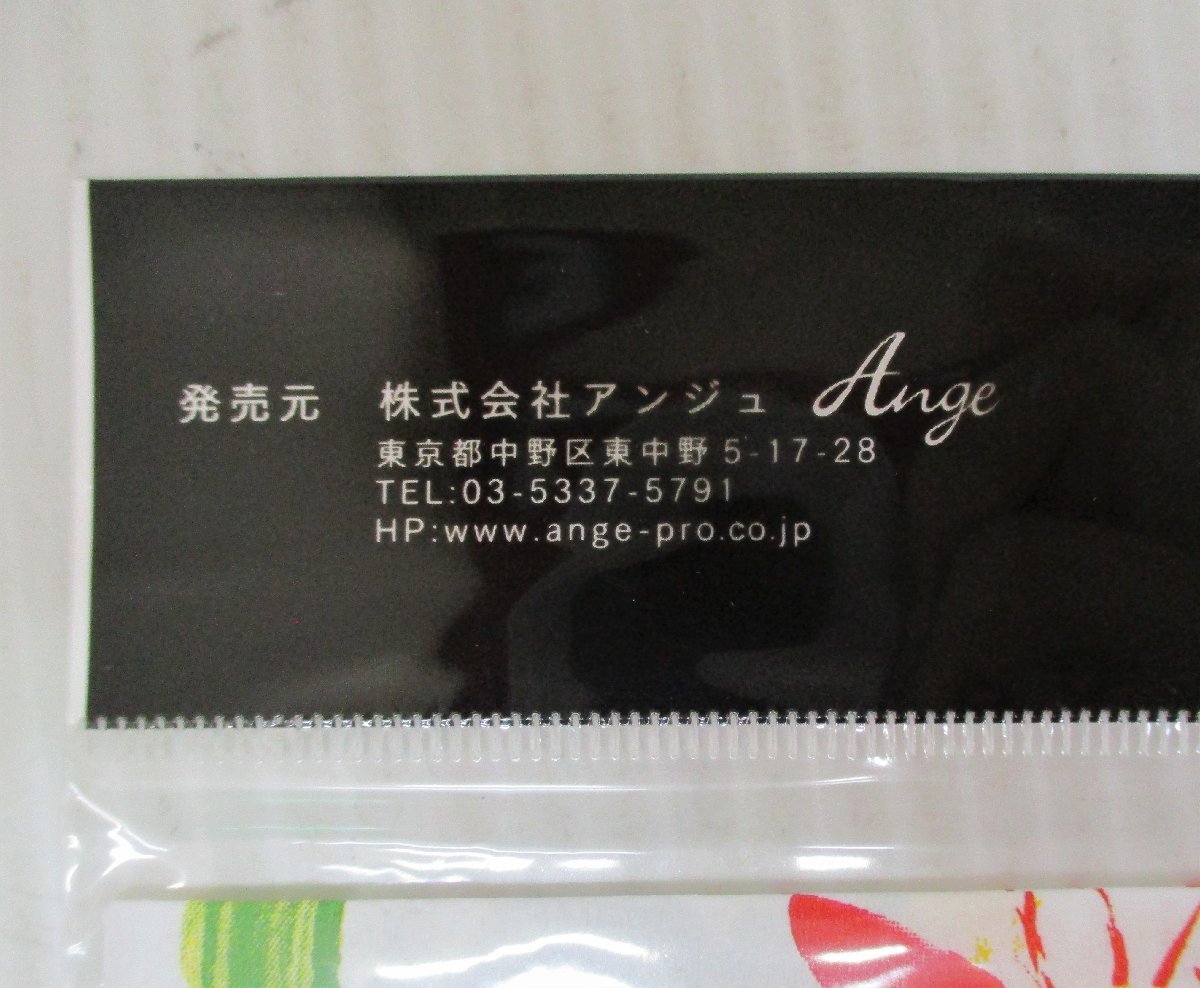 発売元 株式会社アンジュ Ange
東京都中野区東中野5-17-28
TEL:03-5337-5791
HP:www.ange-pro.co.jp